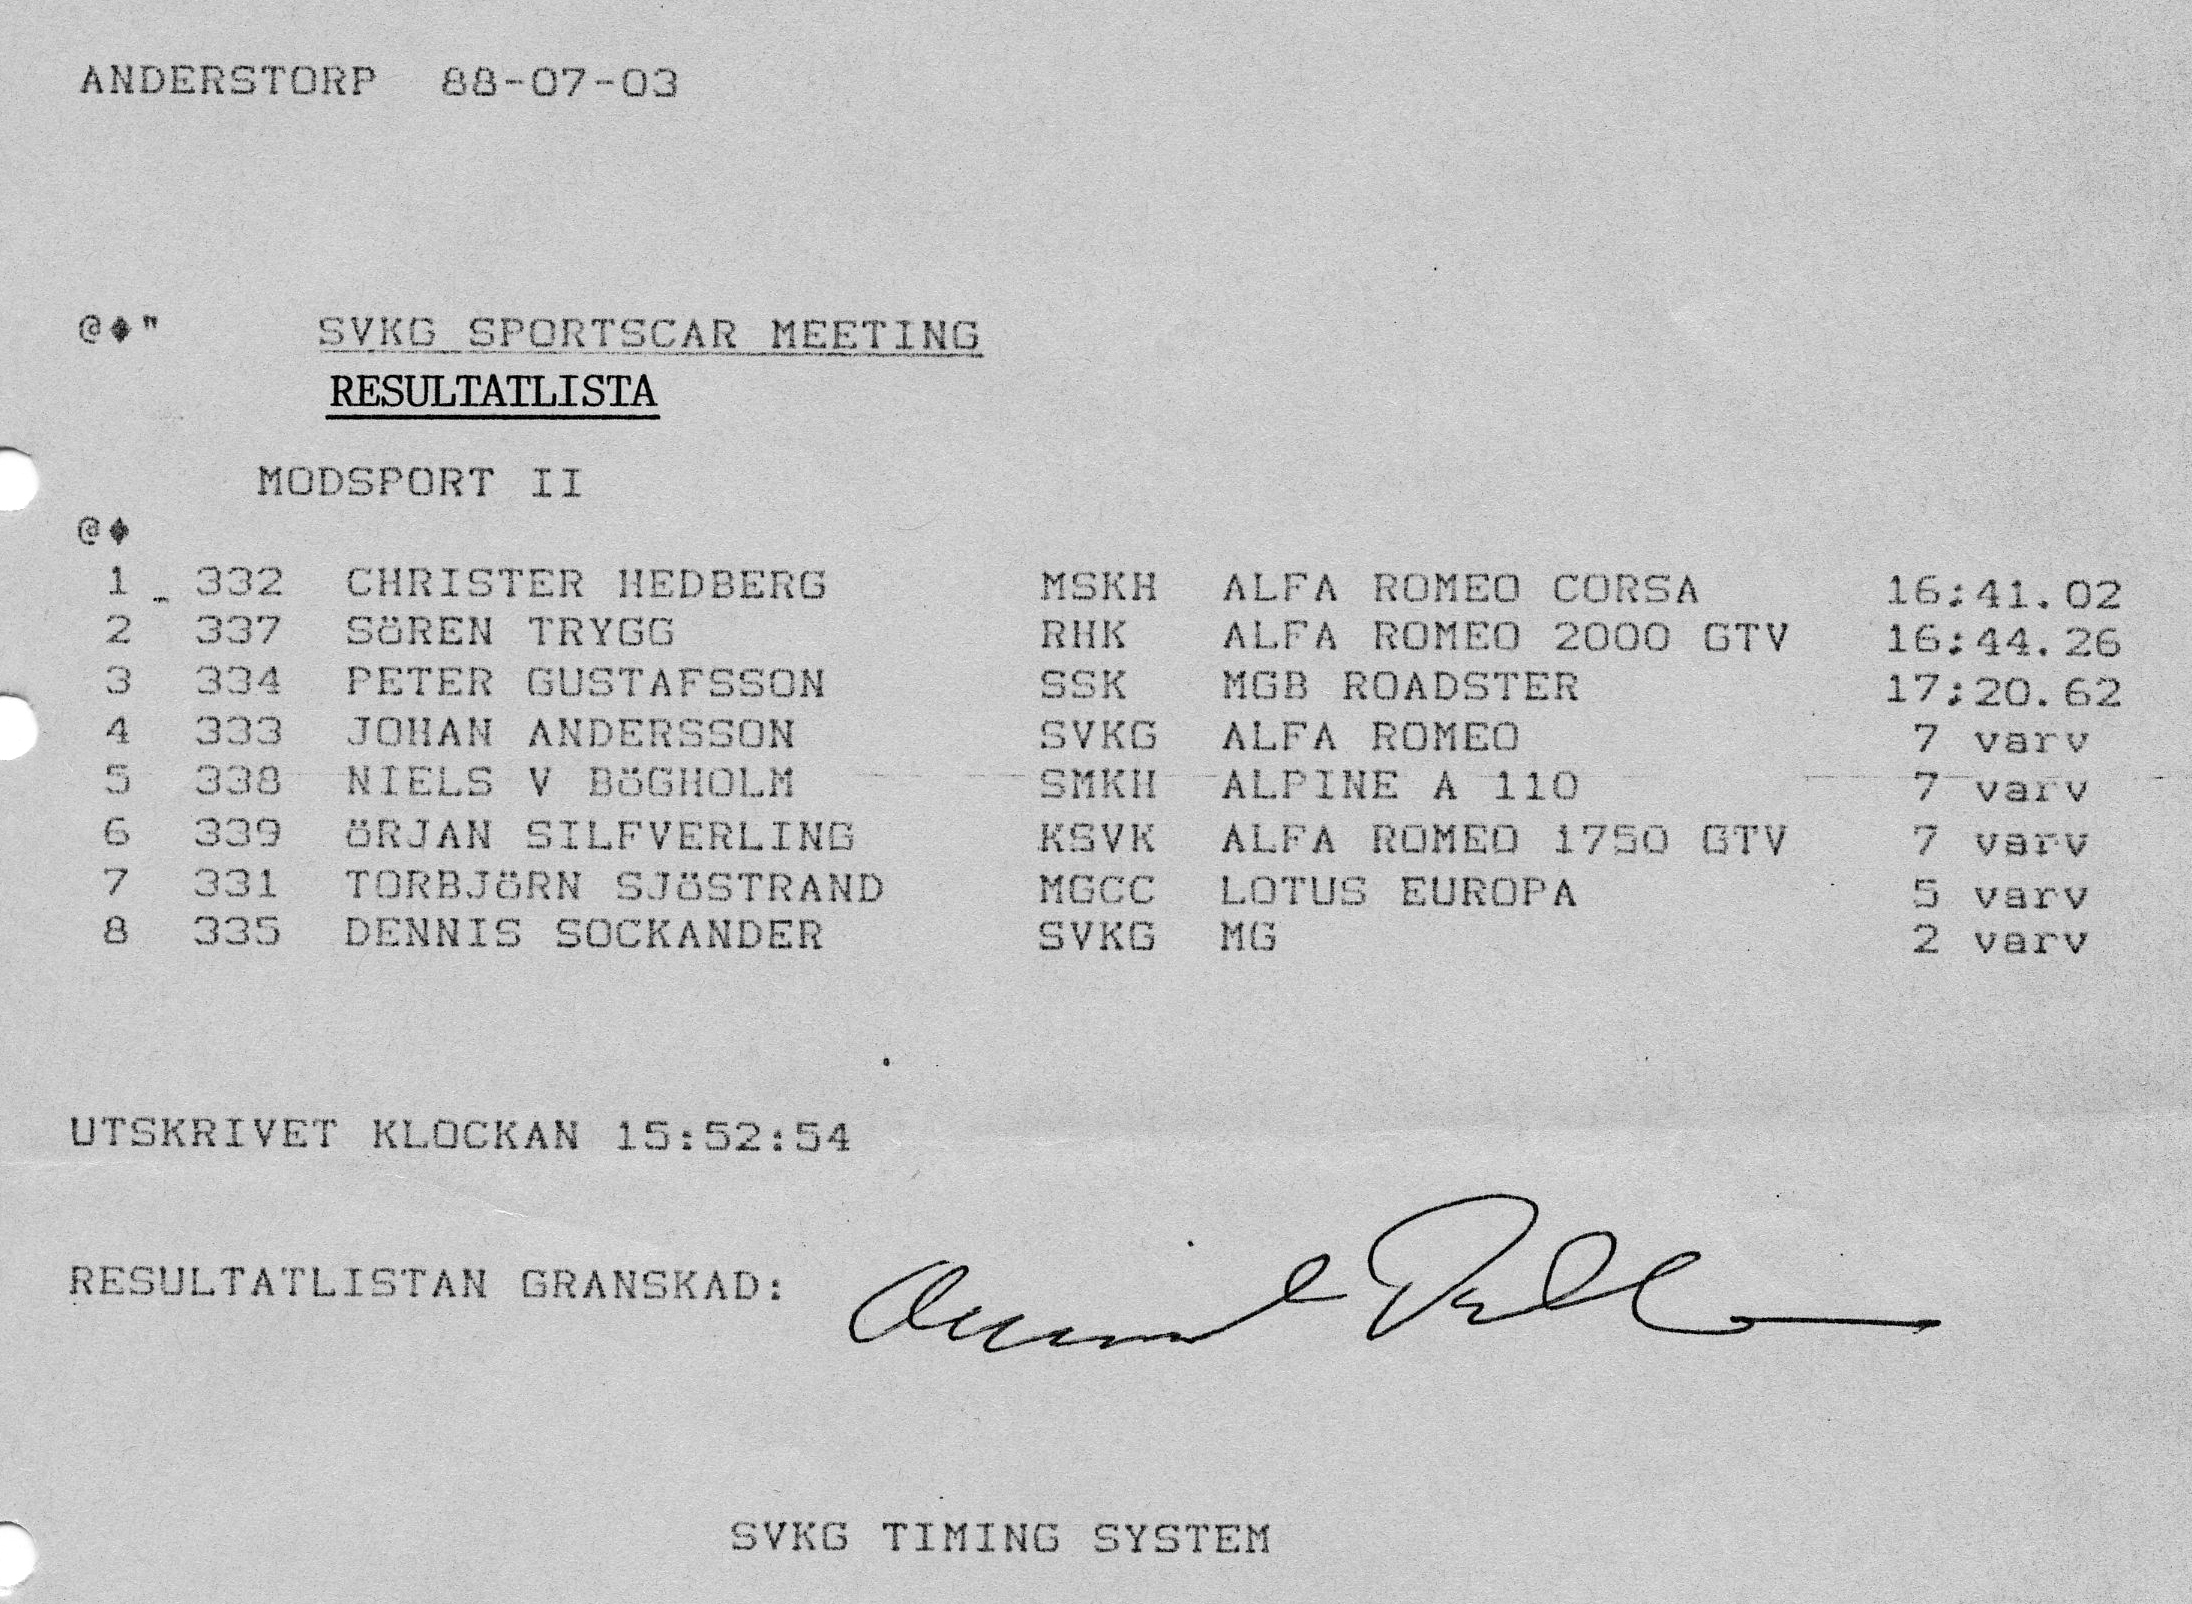 ANDERSTORP 88-07-03
@♦" SVKG SPORTSCAR MEETING
RESULTATLISTA
MODSPORT II
@♦
1 332 CHRISTER HEDBERG MSKH ALFA ROMEO CORSA 16:41.02
2 337 SöREN TRYGG RHK ALFA ROMEO 2000 GTV 16:44.26
3 334 PETER GUSTAFSSON SSK MGB ROADSTER 17:20.62
4 333 JOHAN ANDERSSON SVKG ALFA ROMEO 7 varv
5 338 NIELS V BöGHOLM SMKH ALPINE A 110 7 varv
6 339 öRJAN SILFVERLING KSVK ALFA ROMEO 1750 GTV 7 varv
7 331 TORBJöRN SJöSTRAND MGCC LOTUS EUROPA 5 varv
8 335 DENNIS SOCKANDER SVKG MG 2 varv
UTSKRIVET KLOCKAN 15:52:54
RESULTATLISTAN GRANSKAD:
SVKG TIMING SYSTEM